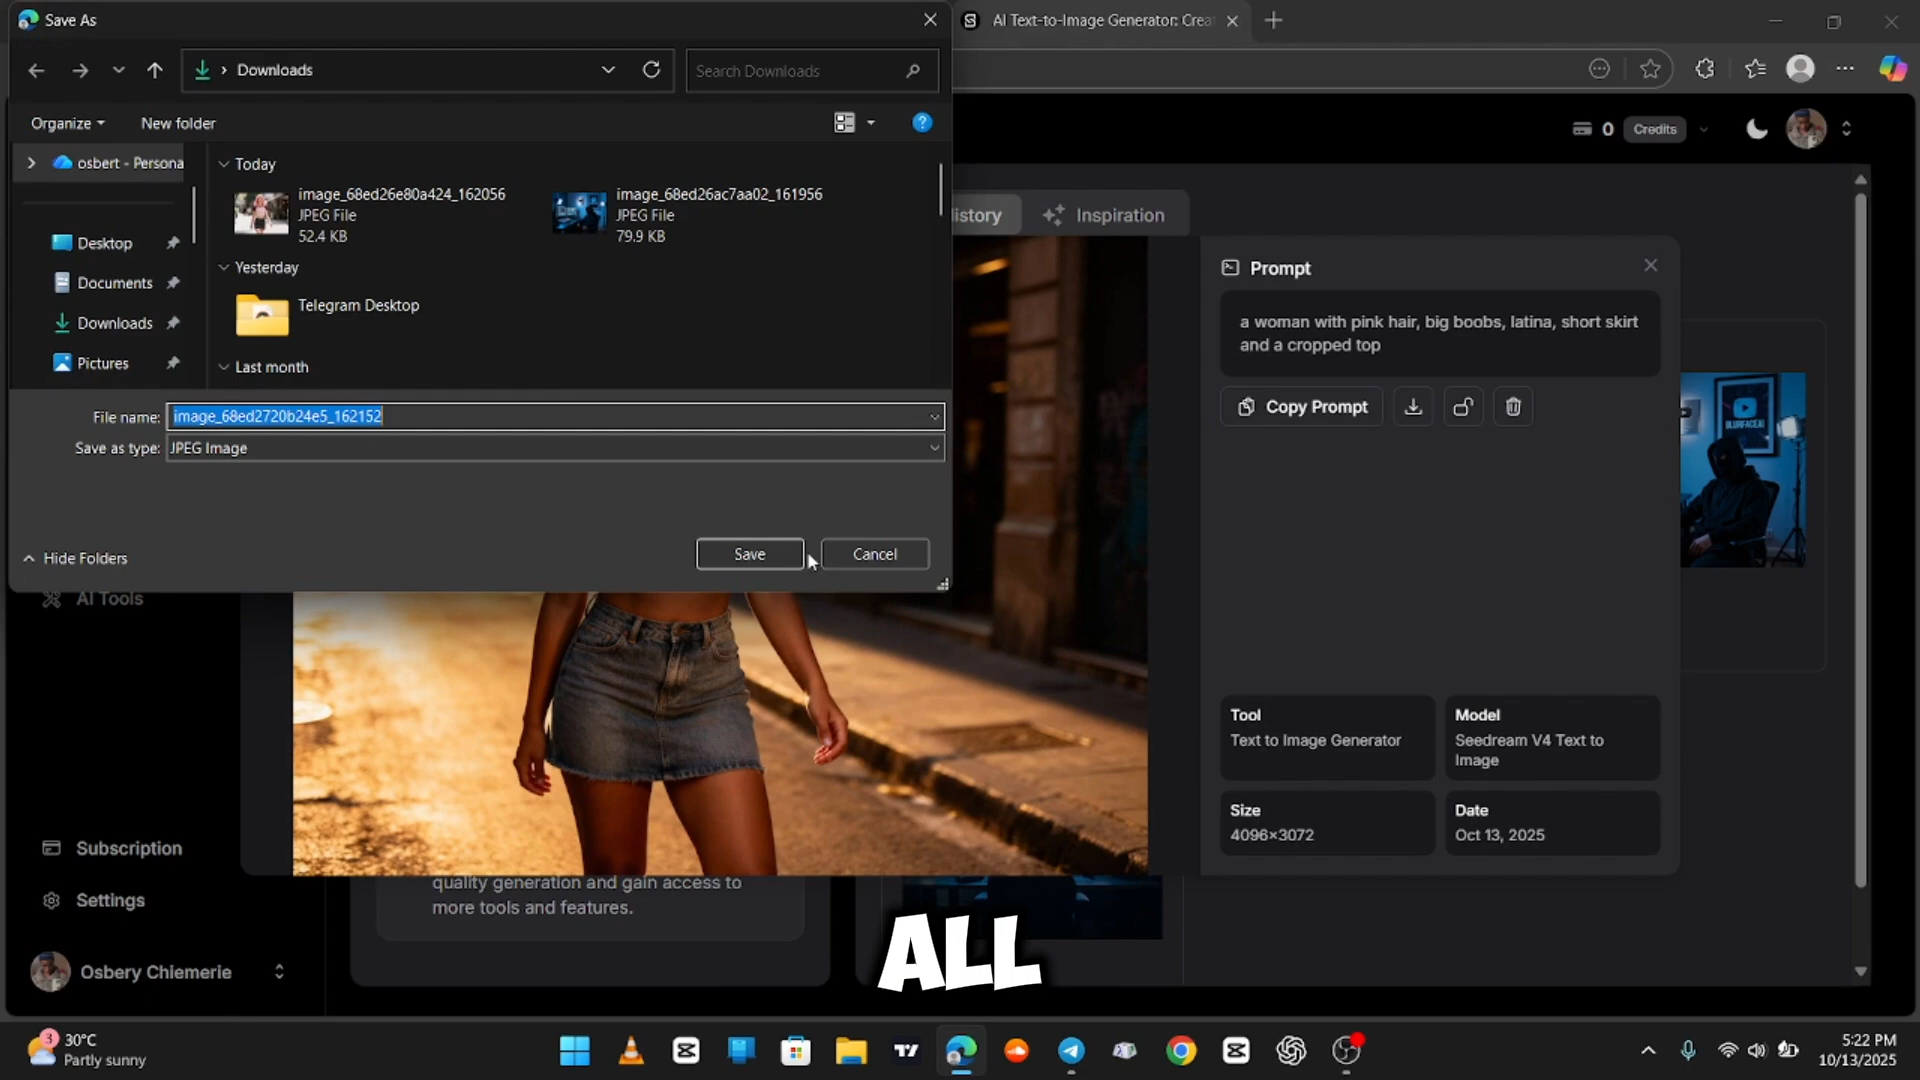 Save As
AI Text-to-Image Generator: Crea
Downloads
Search Downloads
Organize
New folder
0
Credits
osbert - Persona
Today
image_68ed26e80a424_162056
JPEG File
52.4 KB
image_68ed26ac7aa02_161956
JPEG File
79.9 KB
istory
Inspiration
Desktop
Documents
Downloads
Pictures
Yesterday
Telegram Desktop
Last month
Prompt
a woman with pink hair, big boobs, latina, short skirt
and a cropped top
Copy Prompt
File name:
image_68ed2720b24e5_162152
Save as type:
JPEG Image
BLURFACEAI
Hide Folders
Save
Cancel
AI Tools
Tool
Text to Image Generator
Model
Seedream V4 Text to
Image
Size
4096×3072
Date
Oct 13, 2025
Subscription
Settings
quality generation and gain access to
more tools and features.
ALL
Osbery Chiemerie
3
30°C
Partly sunny
5:22 PM
10/13/2025